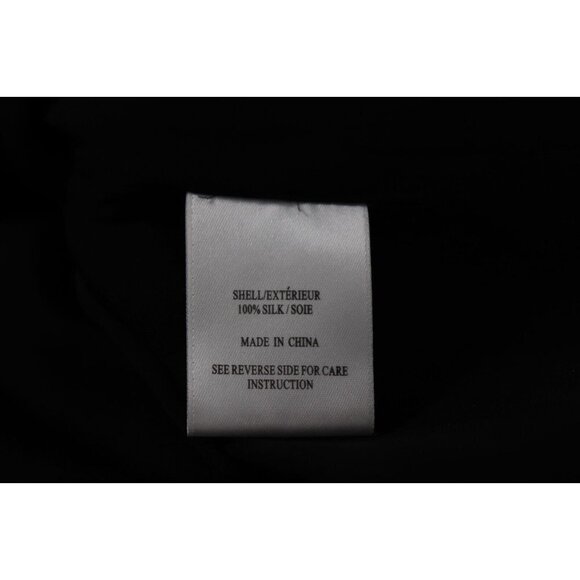 SHELL/EXTÉRIEUR
100% SILK / SOIE
MADE IN CHINA
SEE REVERSE SIDE FOR CARE
INSTRUCTION